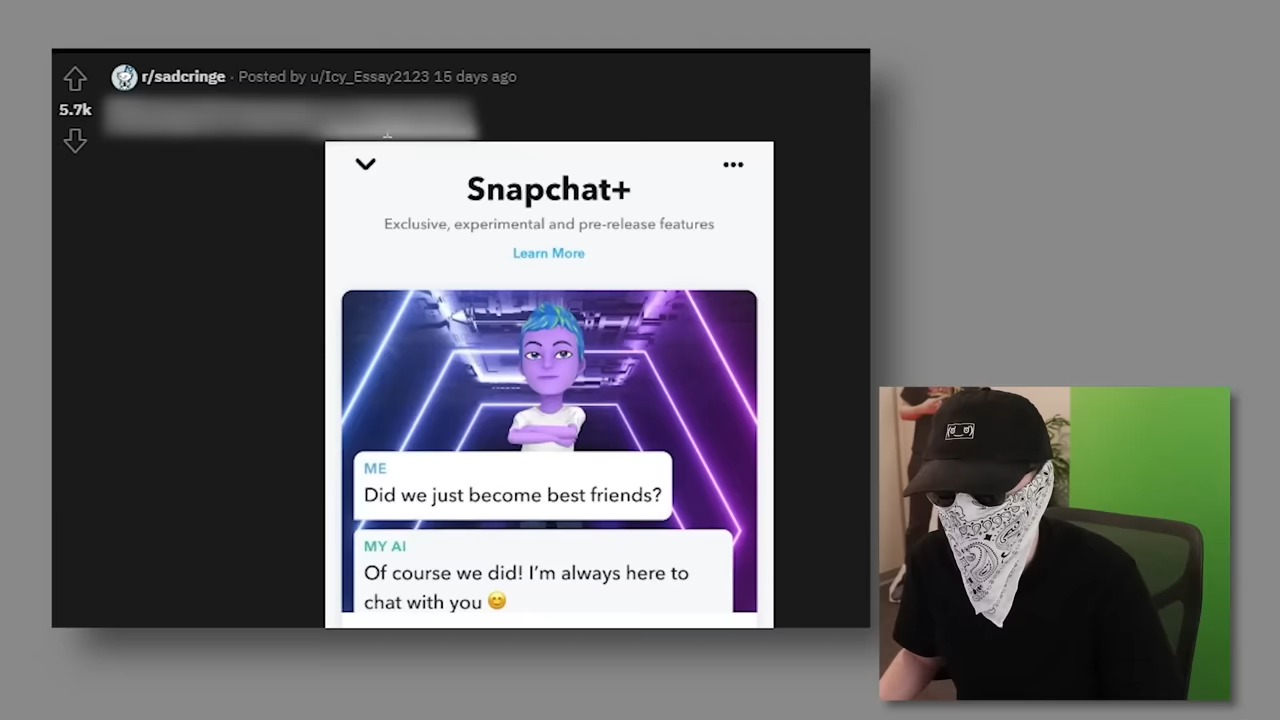 r/sadcringe · Posted by u/Icy_Essay2123 15 days ago
5.7k
Snapchat+
Exclusive, experimental and pre-release features
Learn More
ME
Did we just become best friends?
MY AI
Of course we did! I'm always here to
chat with you 😊